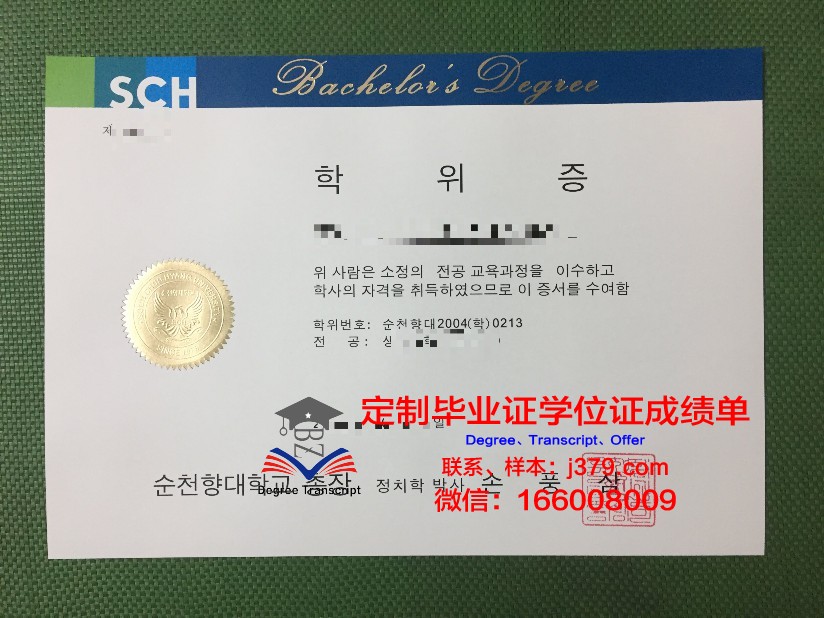 SCH
Bachelor's Degree
학 위 증
위 사람은 소정의 전공 교육과정을 이수하고
학사의 자격을 취득하였으므로 이 증서를 수여함
학위번호: 순천향대2004(학)0213
전 공:
일
定制毕业证学位证成绩单
Degree、Transcript、Offer
BZ
Degree Transcript
联系、样本:j379.com
순천향대학교 총장 정치학 박사 손 풍 삼
微信:166008009